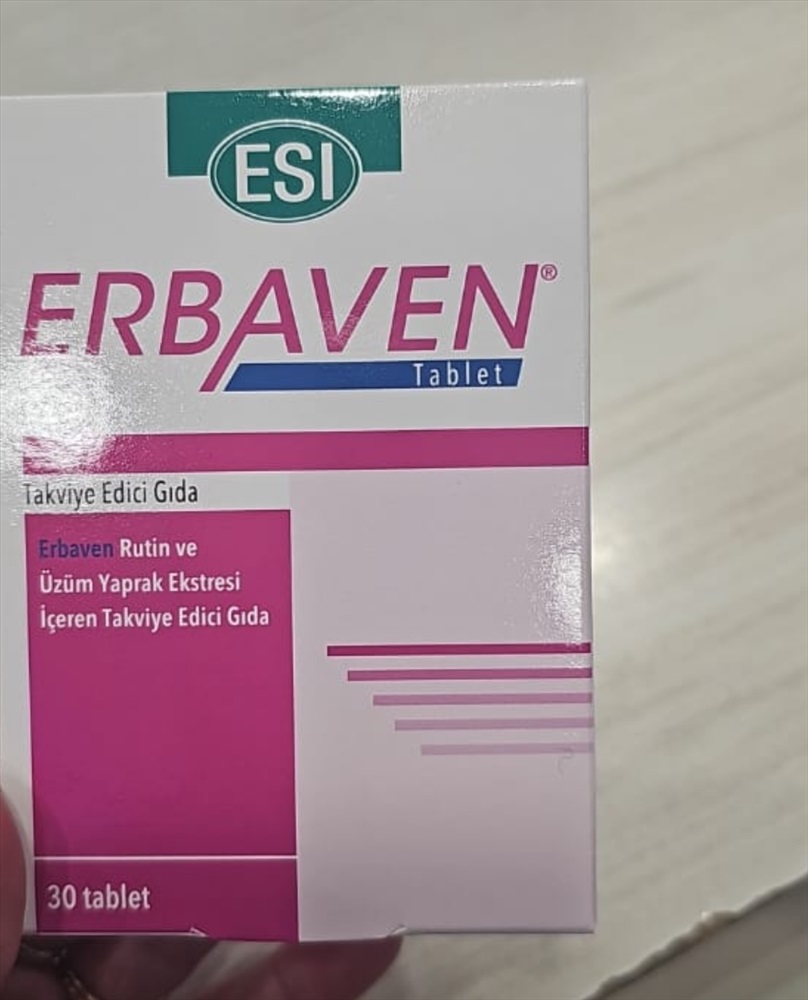 ESI
ERBAVEN®
Tablet
Takviye Edici Gıda
Erbaven Rutin ve
Üzüm Yaprak Ekstresi
İçeren Takviye Edici Gıda
30 tablet